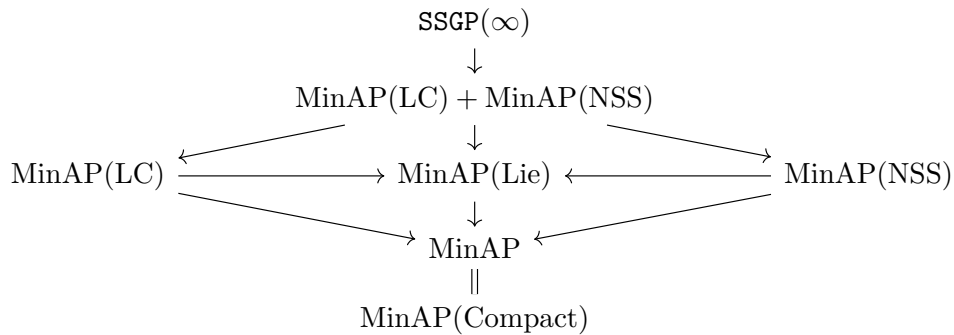 SSGP(∞)
MinAP(LC) + MinAP(NSS)
MinAP(LC) MinAP(Lie) MinAP(NSS)
MinAP
||
MinAP(Compact)